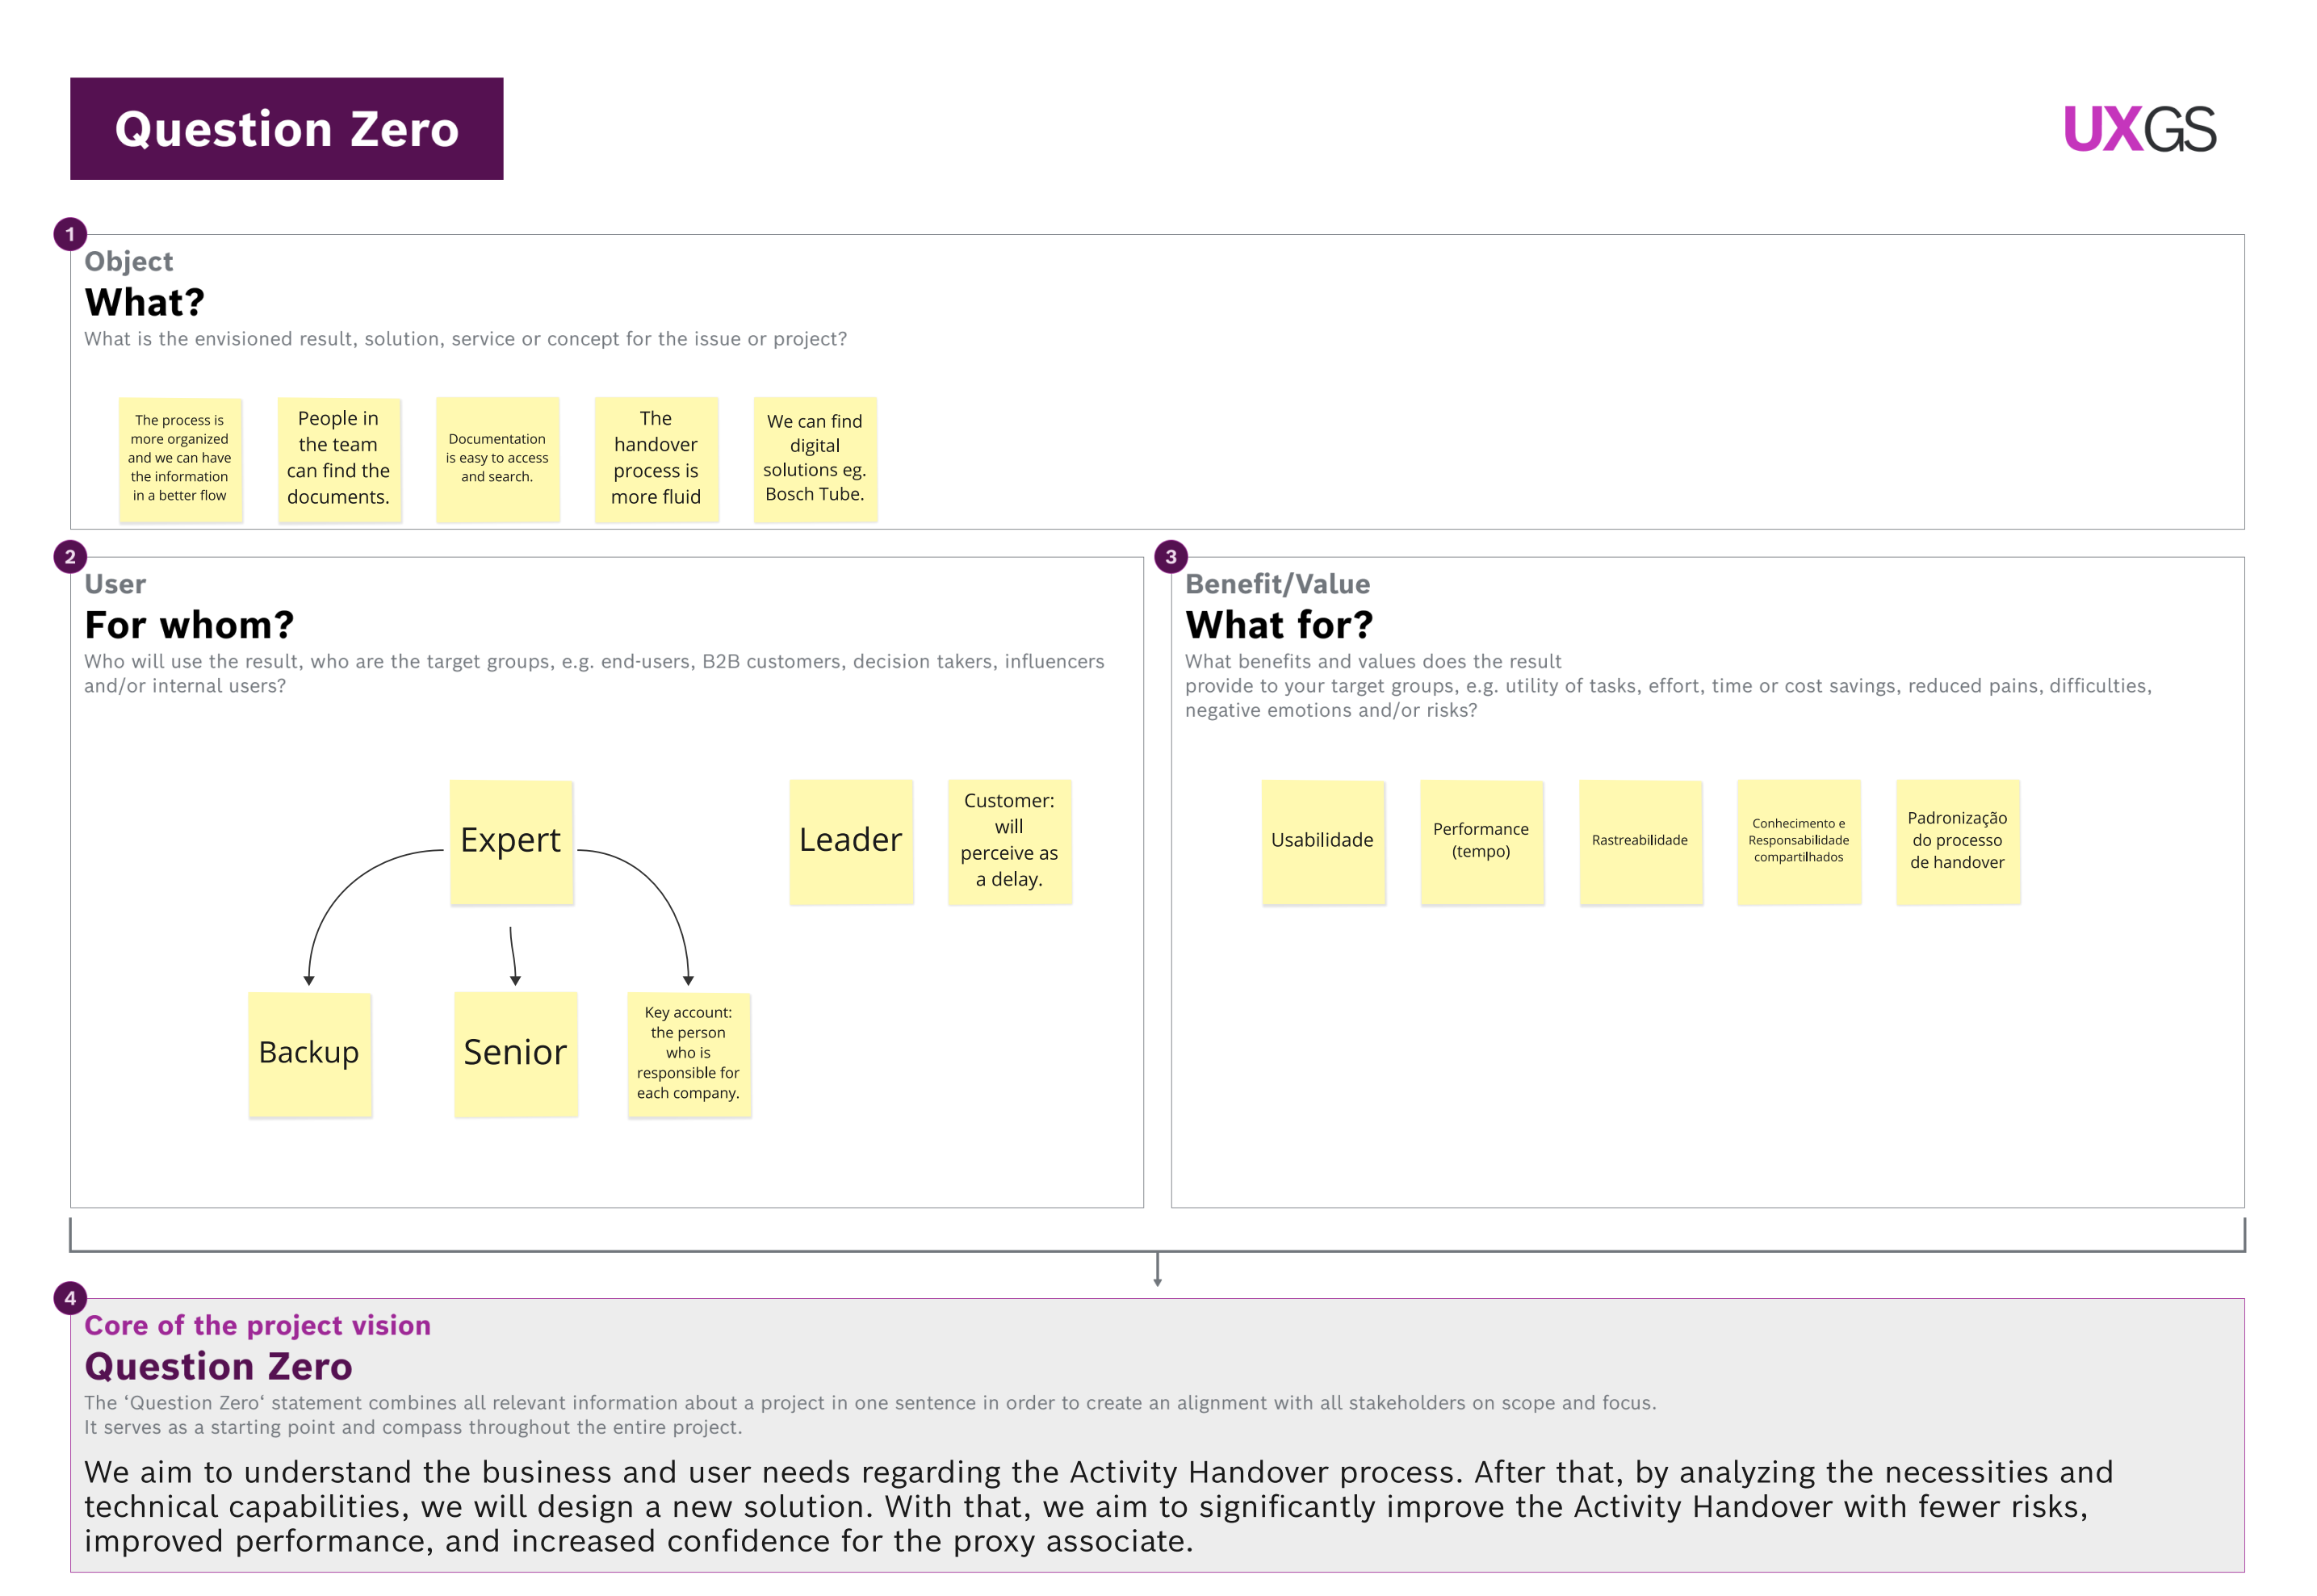 Question Zero
UXGS
1
Object
What?
What is the envisioned result, solution, service or concept for the issue or project?
The process is
more organized
and we can have
the information
in a better flow
People in
the team
can find the
documents.
Documentation
is easy to access
and search.
The
handover
process is
more fluid
We can find
digital
solutions eg.
Bosch Tube.
2
User
For whom?
Who will use the result, who are the target groups, e.g. end-users, B2B customers, decision takers, influencers
and/or internal users?
Expert
Leader
Customer:
will
perceive as
a delay.
Backup
Senior
Key account:
the person
who is
responsible for
each company.
3
Benefit/Value
What for?
What benefits and values does the result
provide to your target groups, e.g. utility of tasks, effort, time or cost savings, reduced pains, difficulties,
negative emotions and/or risks?
Usabilidade
Performance
(tempo)
Rastreabilidade
Conhecimento e
Responsabilidade
compartilhados
Padronização
do processo
de handover
4
Core of the project vision
Question Zero
The ‘Question Zero‘ statement combines all relevant information about a project in one sentence in order to create an alignment with all stakeholders on scope and focus.
It serves as a starting point and compass throughout the entire project.
We aim to understand the business and user needs regarding the Activity Handover process. After that, by analyzing the necessities and
technical capabilities, we will design a new solution. With that, we aim to significantly improve the Activity Handover with fewer risks,
improved performance, and increased confidence for the proxy associate.